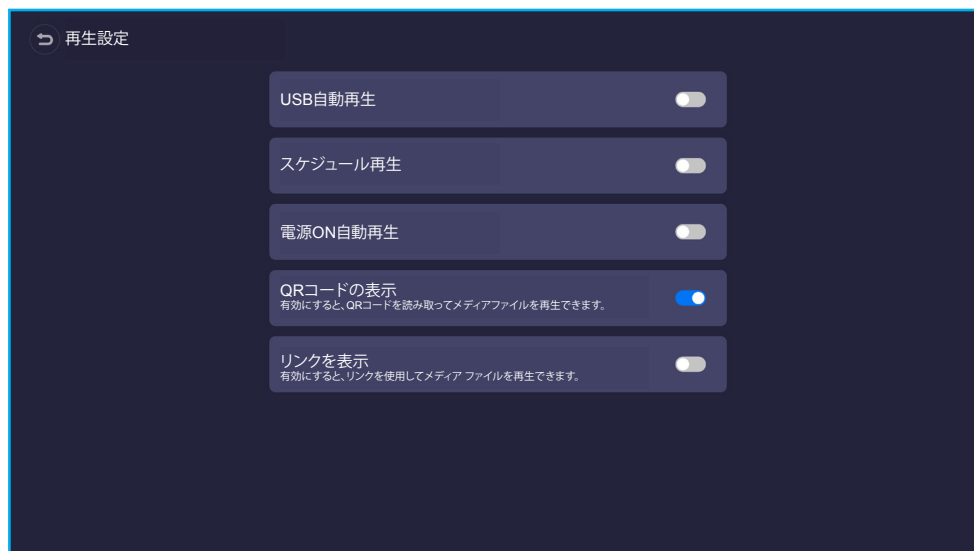 再生設定
USB自動再生
スケジュール再生
電源ON自動再生
QRコードの表示
有効にすると、QRコードを読み取ってメディアファイルを再生できます。
リンクを表示
有効にすると、リンクを使用してメディア ファイルを再生できます。